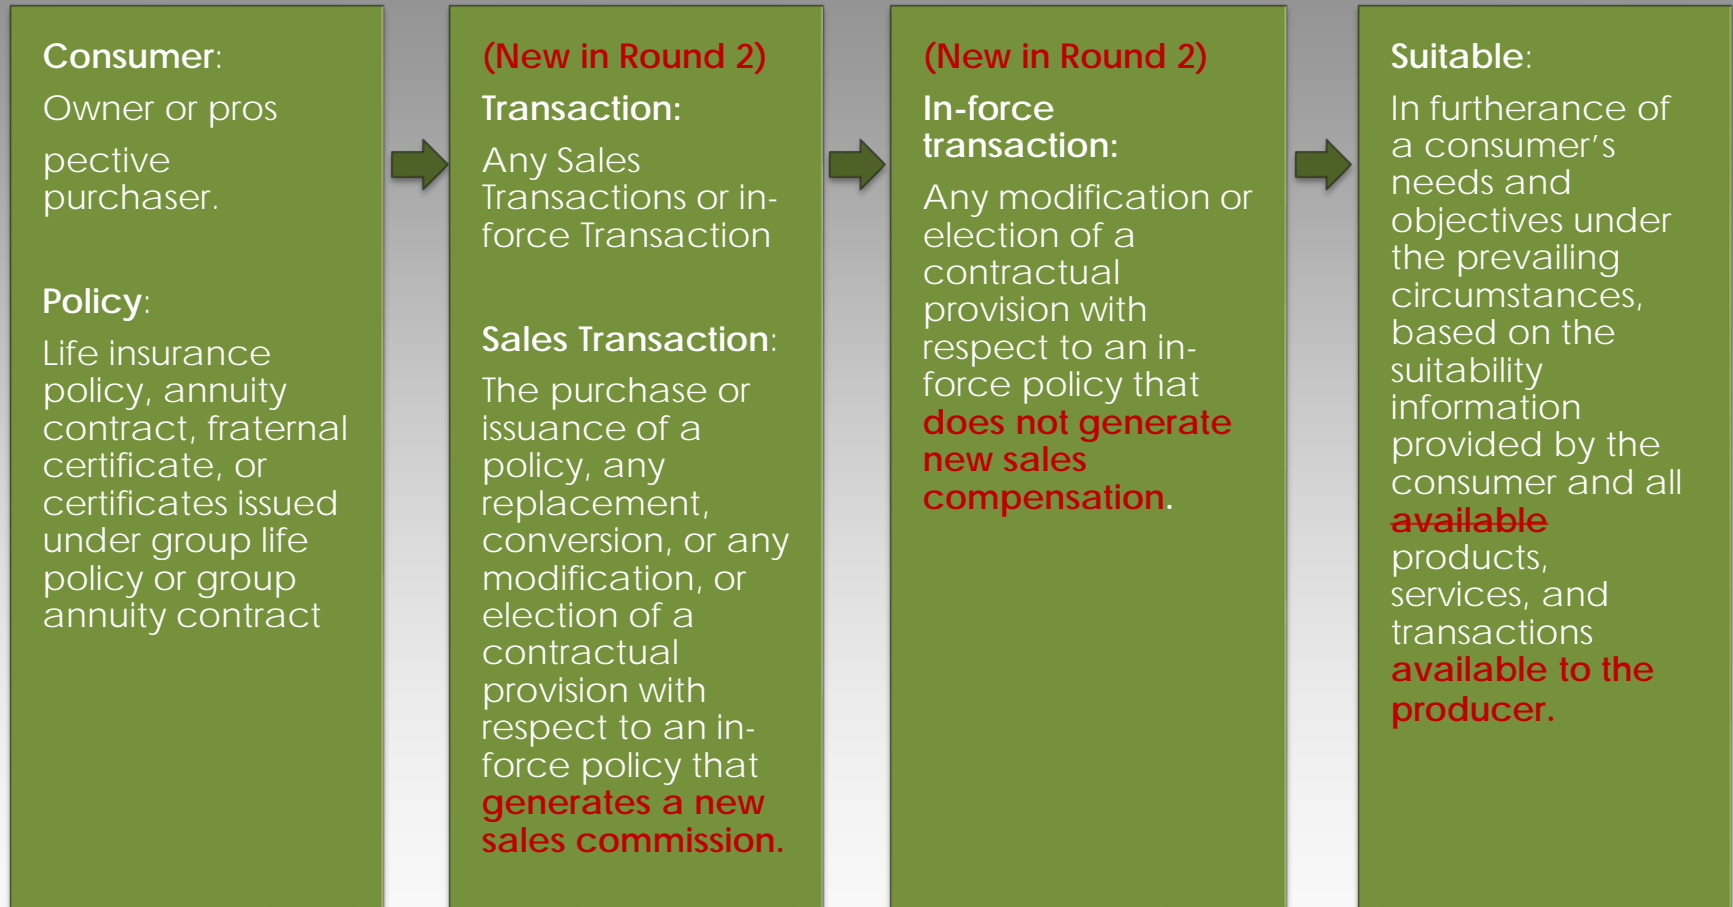 Consumer:
Owner or pros
pective
purchaser.
Policy:
Life insurance
policy, annuity
contract, fraternal
certificate, or
certificates issued
under group life
policy or group
annuity contract
(New in Round 2)
Transaction:
Any Sales
Transactions or in-
force Transaction
Sales Transaction:
The purchase or
issuance of a
policy, any
replacement,
conversion, or any
modification, or
election of a
contractual
provision with
respect to an in-
force policy that
generates a new
sales commission.
(New in Round 2)
In-force
transaction:
Any modification or
election of a
contractual
provision with
respect to an in-
force policy that
does not generate
new sales
compensation.
Suitable:
In furtherance of
a consumer’s
needs and
objectives under
the prevailing
circumstances,
based on the
suitability
information
provided by the
consumer and all
available
products,
services, and
transactions
available to the
producer.